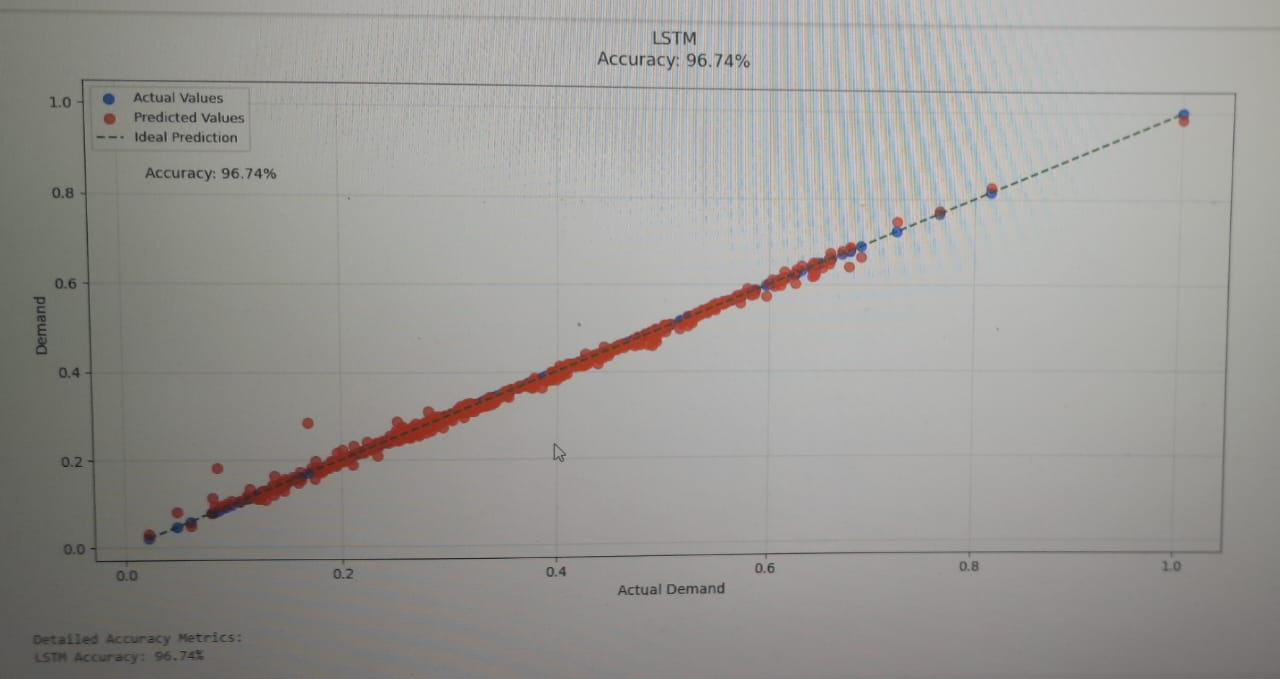 LSTM
Accuracy: 96.74%
Actual Values
Predicted Values
Ideal Prediction
Accuracy: 96.74%
1.0
0.8
0.6
0.4
0.2
0.0
Demand
0.0 0.2 0.4 0.6 0.8 1.0
Actual Demand
Detailed Accuracy Metrics:
LSTM Accuracy: 96.74%